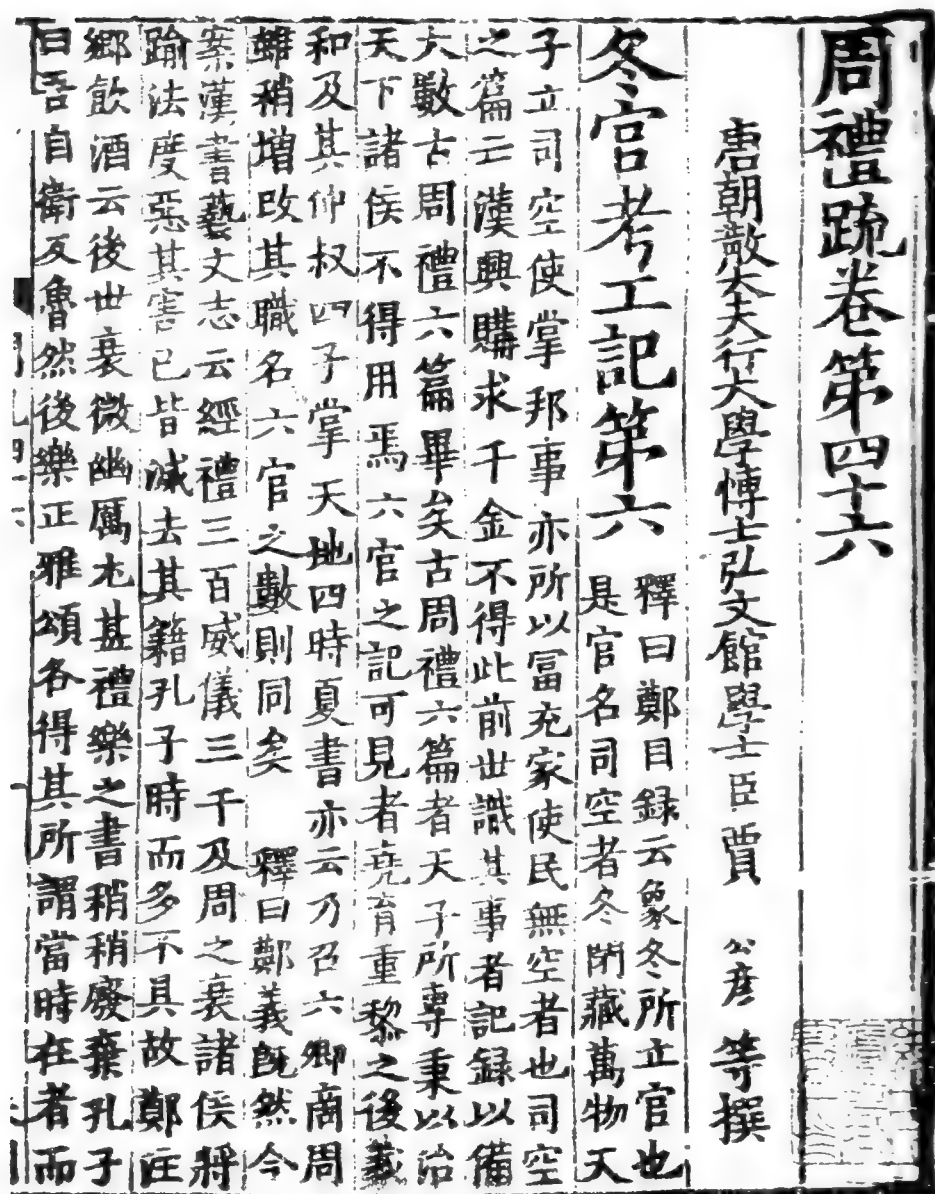 周禮疏卷第四十六
唐朝散大夫行大學博士弘文館學士臣賈公彥等撰
冬官考工記第六
釋曰鄭目録云象冬所立官也
是官名司空者冬閉藏萬物天
子立司空使掌邦事亦所以冨充家使民無空者也司空
之篇亡漢興購求千金不得此前世識其事者記録以備
大數古周禮六篇畢矣古周禮六篇者天子所專秉以治
天下諸侯不得用焉六官之記可見者堯育重黎之後羲
和及其仲叔四子掌天地四時夏書亦云乃召六卿商周
雖稍増改其職名六官之數則同矣 釋曰鄭義旣然今
案漢書藝文志云經禮三百威儀三千及周之衰諸侯將
踰法度惡其害已皆滅去其籍孔子時而多不具故鄭注
鄉飲酒云後世衰微幽厲尤甚禮樂之書稍稍廢棄孔子
曰吾自衛反魯然後樂正雅頌各得其所謂當時在者而